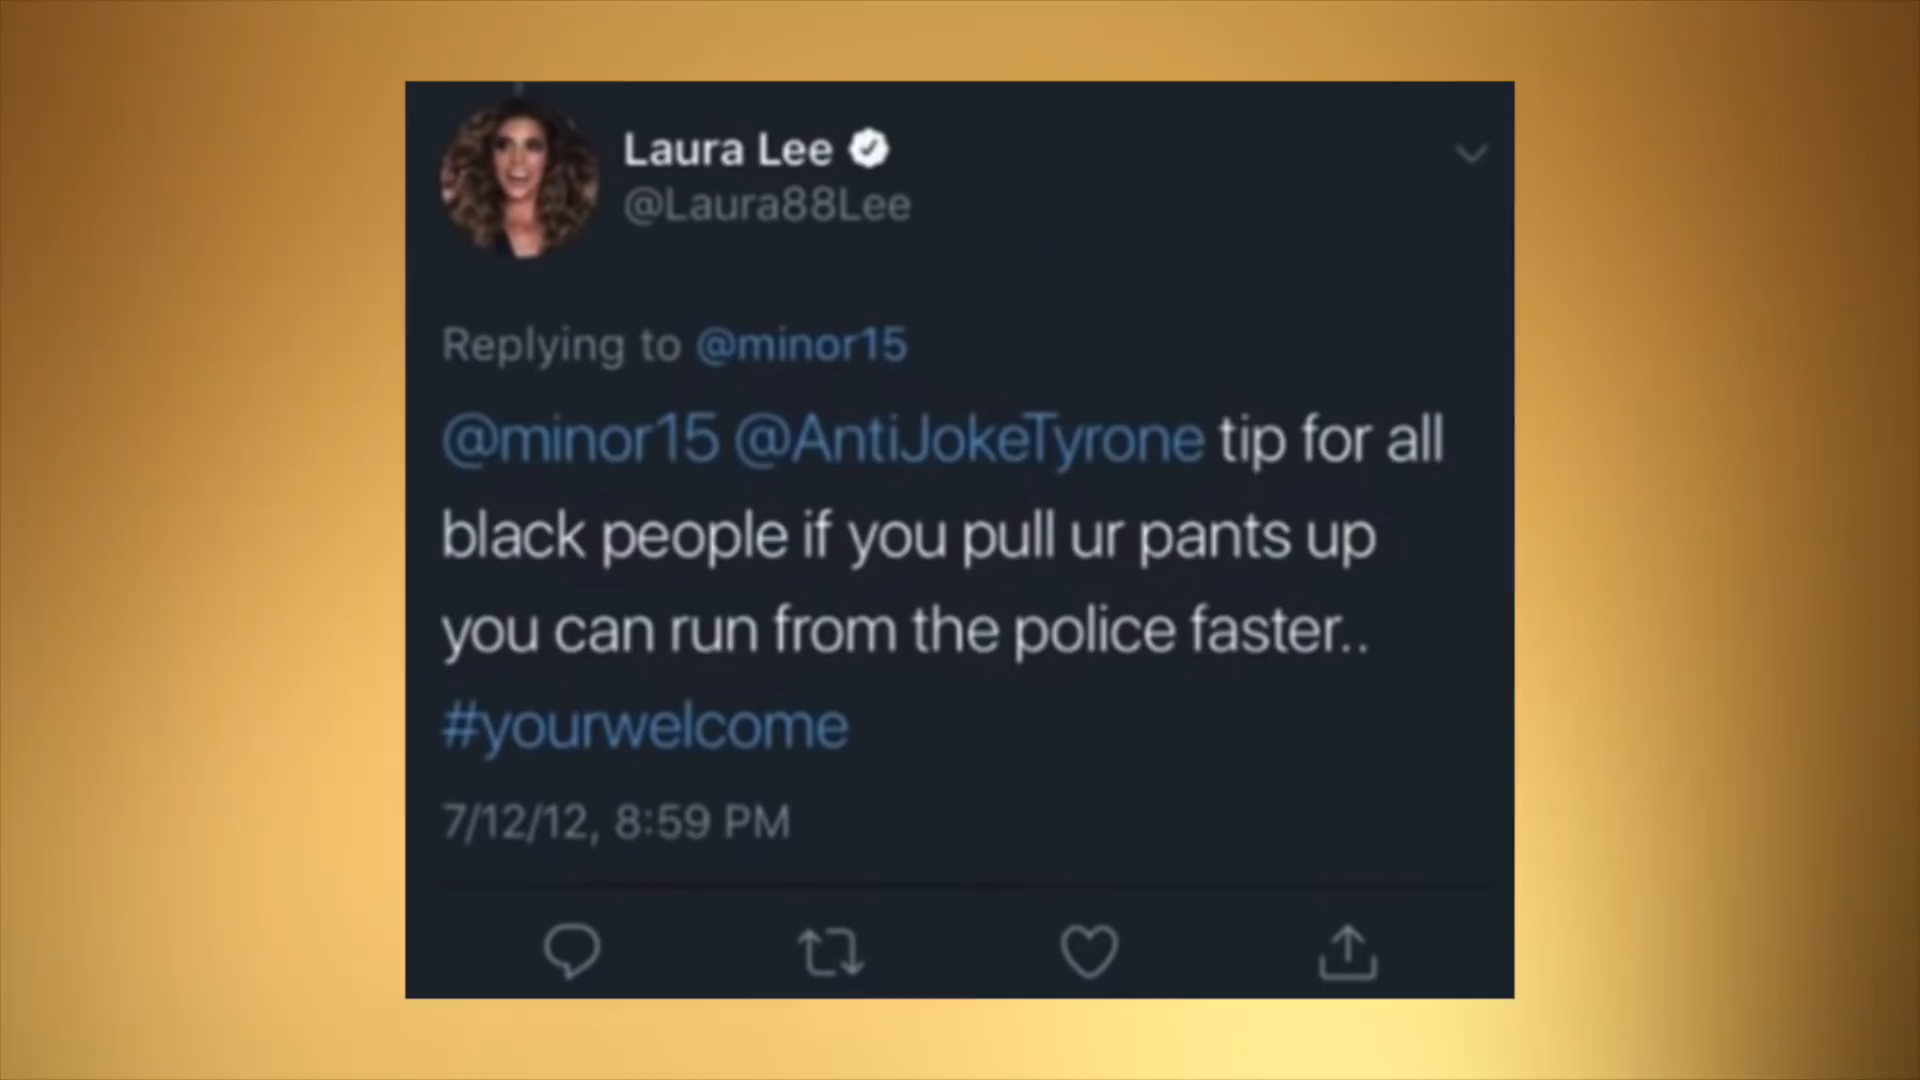 Laura Lee
@Laura88Lee
Replying to @minor15
@minor15 @AntiJokeTyrone tip for all
black people if you pull ur pants up
you can run from the police faster..
#yourwelcome
7/12/12, 8:59 PM